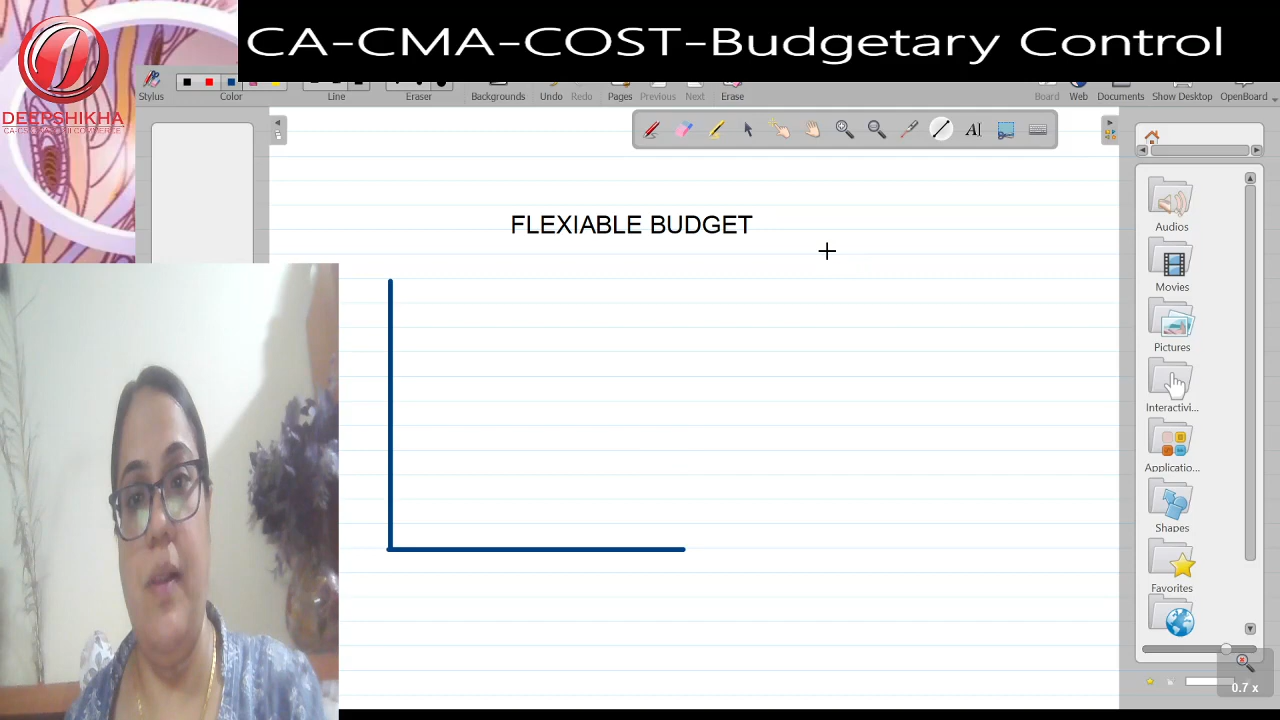 CA-CMA-COST-Budgetary Control
DEEPSHIKHA
Stylus
Color
Line
Eraser
Backgrounds
Undo
Redo
Pages
Previous
Next
Erase
Board
Web
Documents
Show Desktop
OpenBoard
A
FLEXIABLE BUDGET
Audios
Movies
Pictures
Interactivi...
Applicatio...
Shapes
Favorites
0.7 x